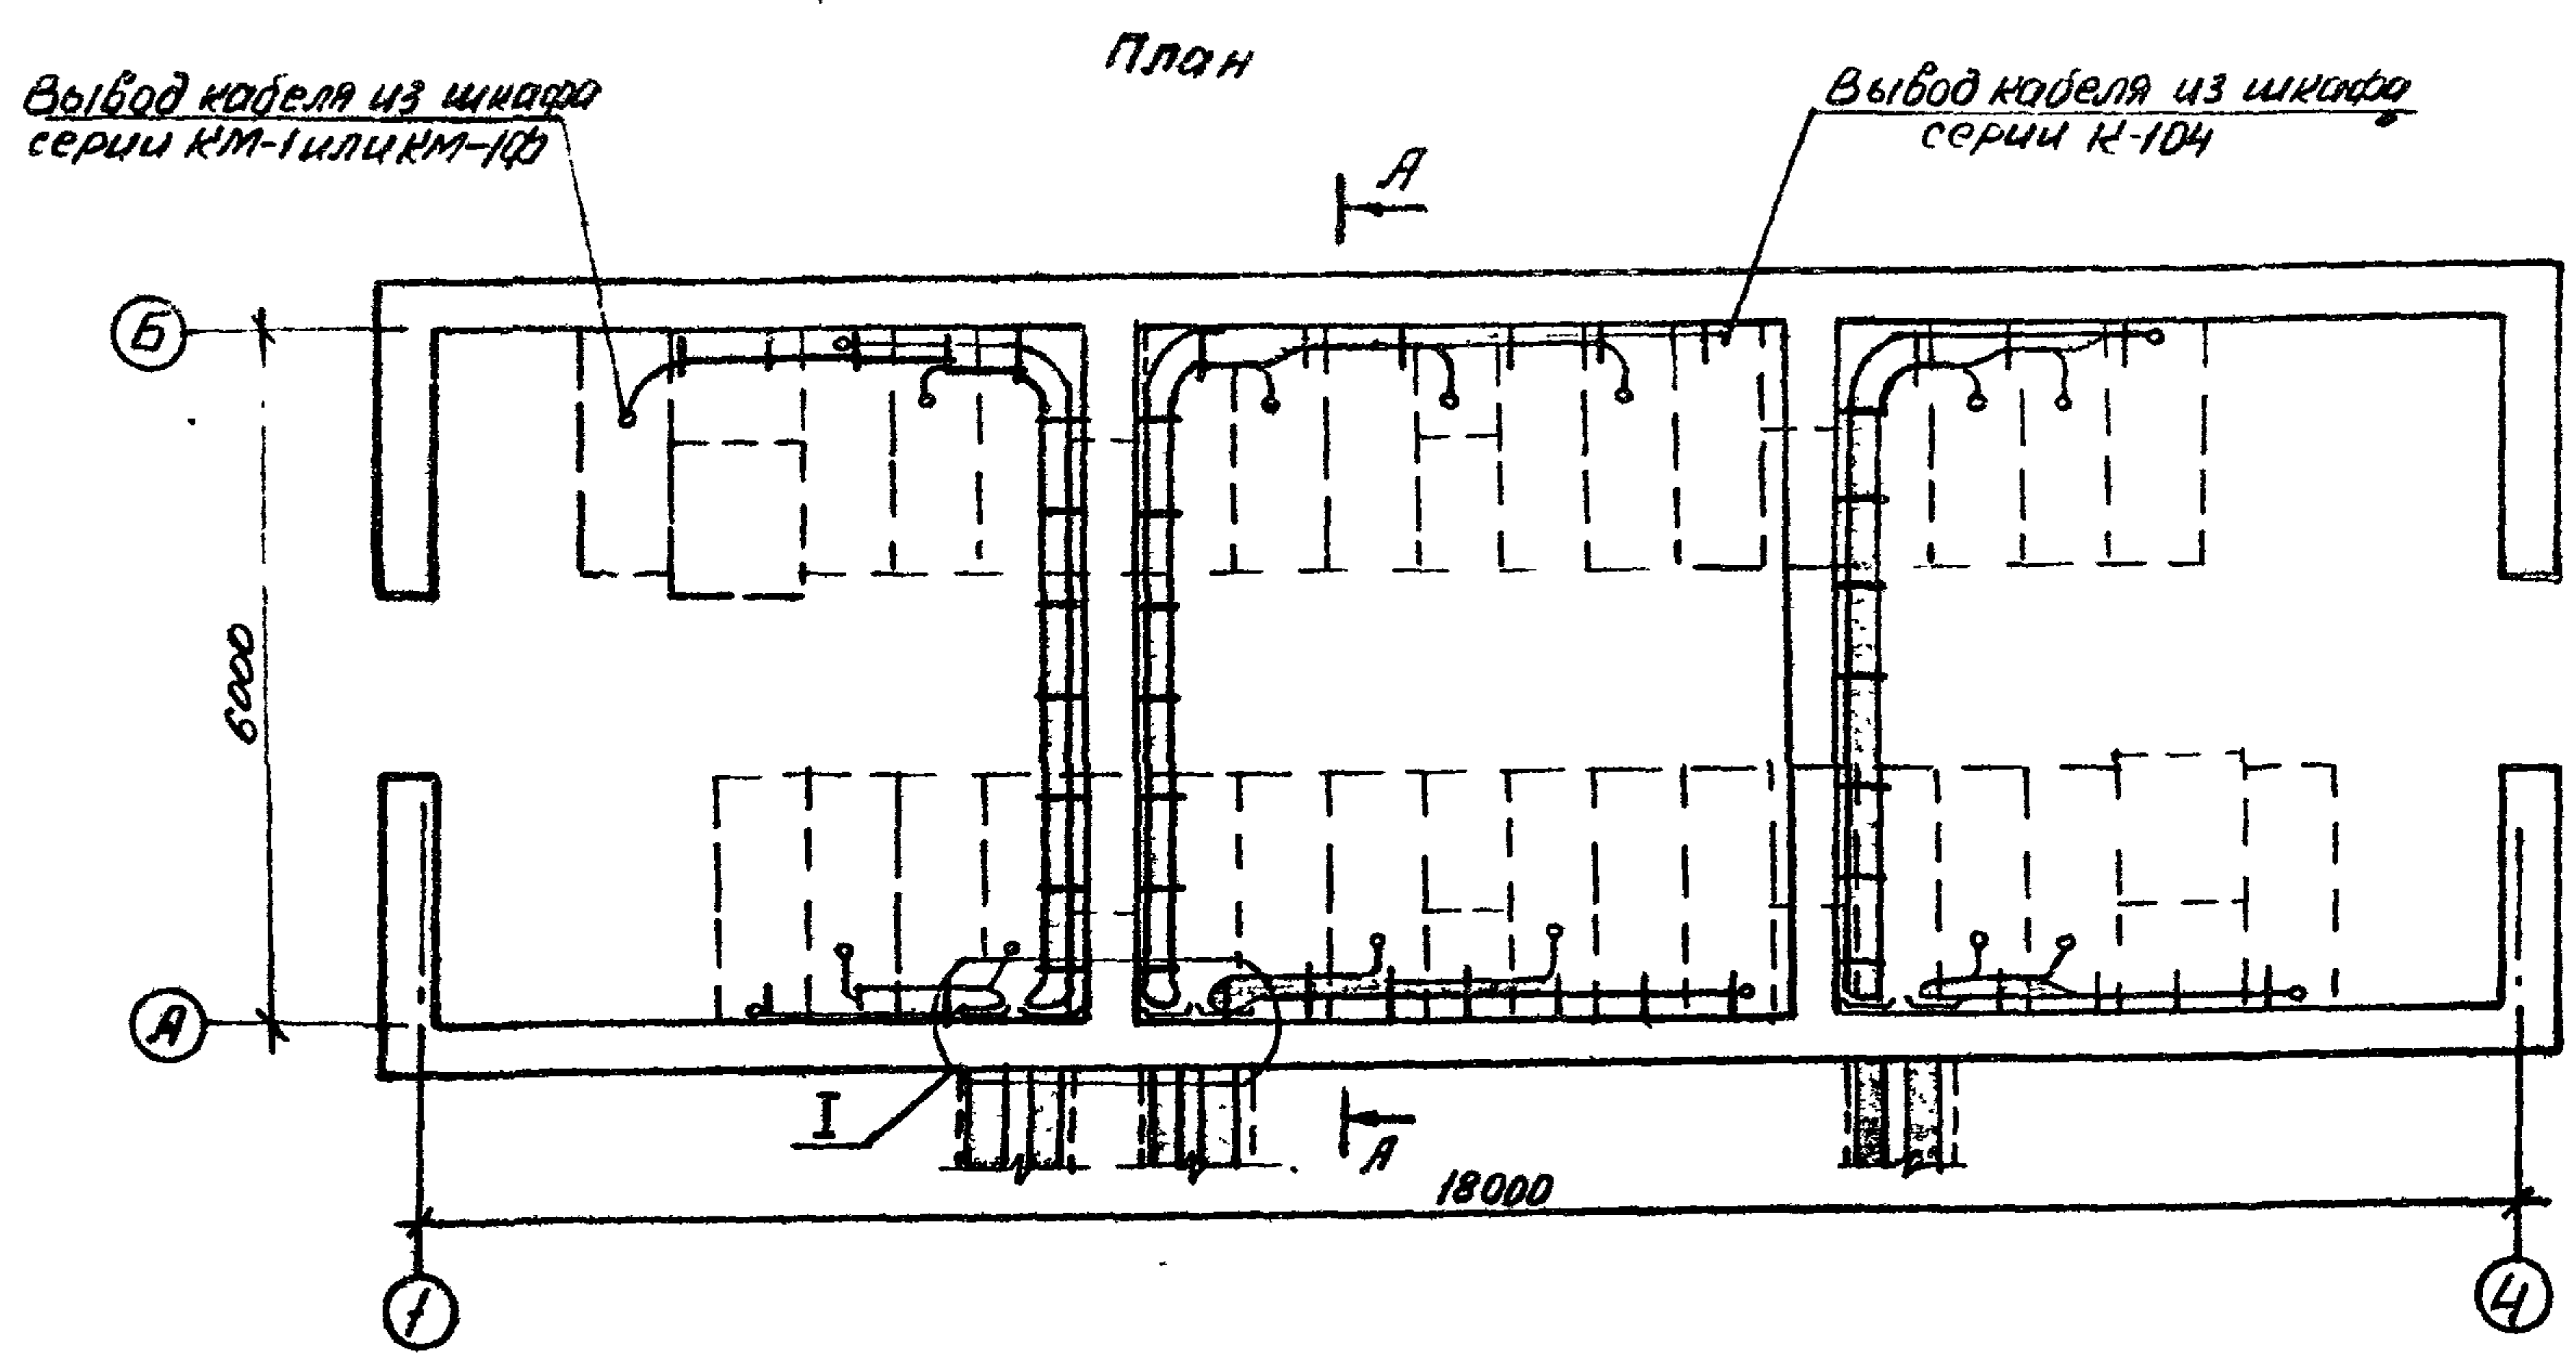 План
Вывод кабеля из шкафа
серии КМ-1 или КМ-1Ф
Вывод кабеля из шкафа
серии К-104
А
Б
6000
А
I
А
18000
1
4